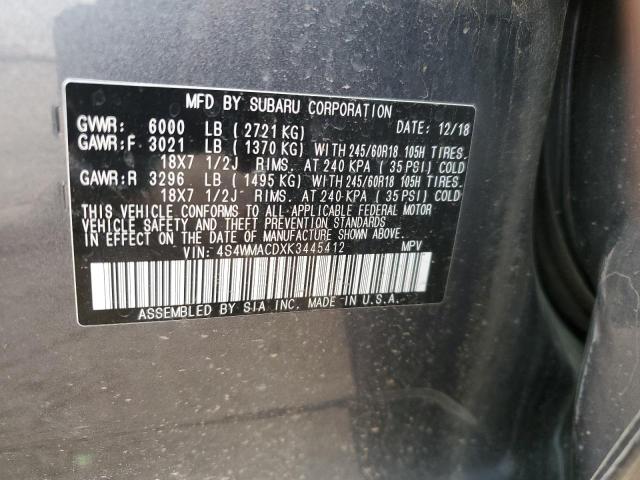 MFD BY SUBARU CORPORATION
GVWR: 6000 LB ( 2721 KG) DATE: 12/18
GAWR:F 3021 LB ( 1370 KG) WITH 245/60R18 105H TIRES.
18X7 1/2J RIMS. AT 240 KPA ( 35 PSI) COLD
GAWR:R 3296 LB ( 1495 KG) WITH 245/60R18 105H TIRES.
18X7 1/2J RIMS. AT 240 KPA ( 35 PSI) COLD
THIS VEHICLE CONFORMS TO ALL APPLICABLE FEDERAL MOTOR
VEHICLE SAFETY, BUMPER, AND THEFT PREVENTION STANDARDS
IN EFFECT ON THE DATE OF MANUFACTURE SHOWN ABOVE.
VIN: 4S4WMACDXK3445412 MPV
ASSEMBLED BY SIA INC. MADE IN U.S.A.